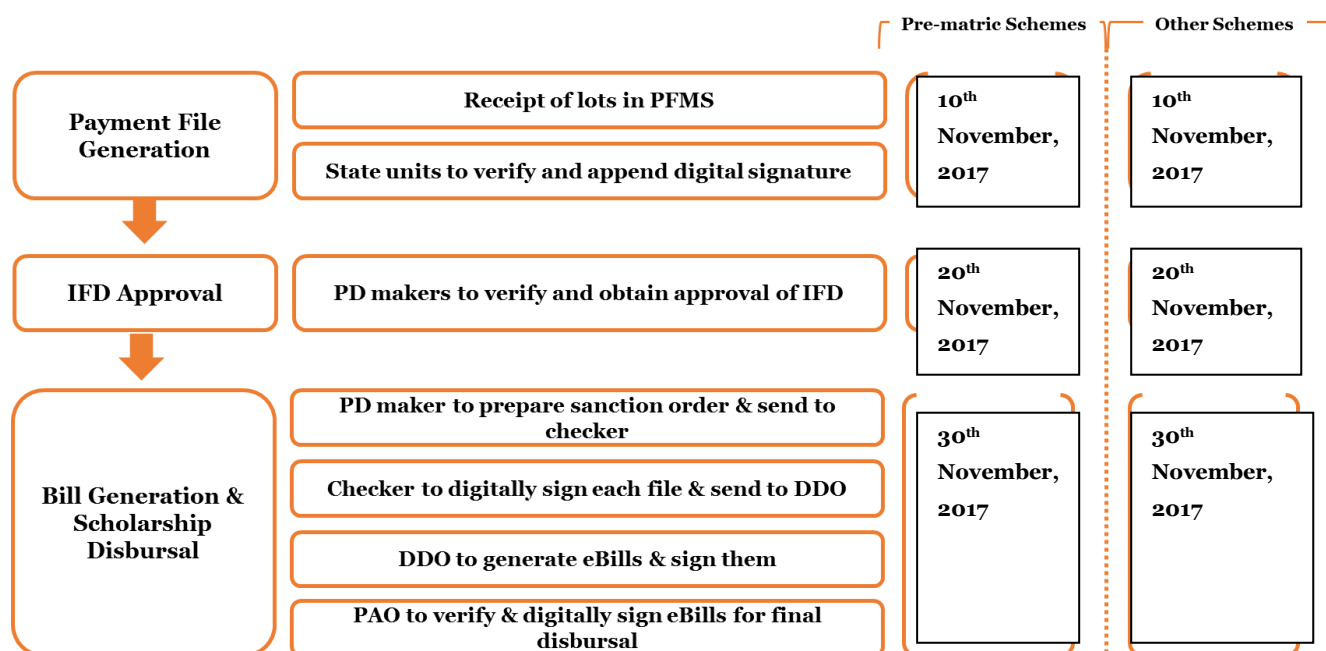 Pre-matric Schemes
Other Schemes
Payment File
Generation
Receipt of lots in PFMS
State units to verify and append digital signature
10th
November,
2017
10th
November,
2017
IFD Approval
PD makers to verify and obtain approval of IFD
20th
November,
2017
20th
November,
2017
Bill Generation &
Scholarship
Disbursal
PD maker to prepare sanction order & send to
checker
Checker to digitally sign each file & send to DDO
DDO to generate eBills & sign them
PAO to verify & digitally sign eBills for final
disbursal
30th
November,
2017
30th
November,
2017